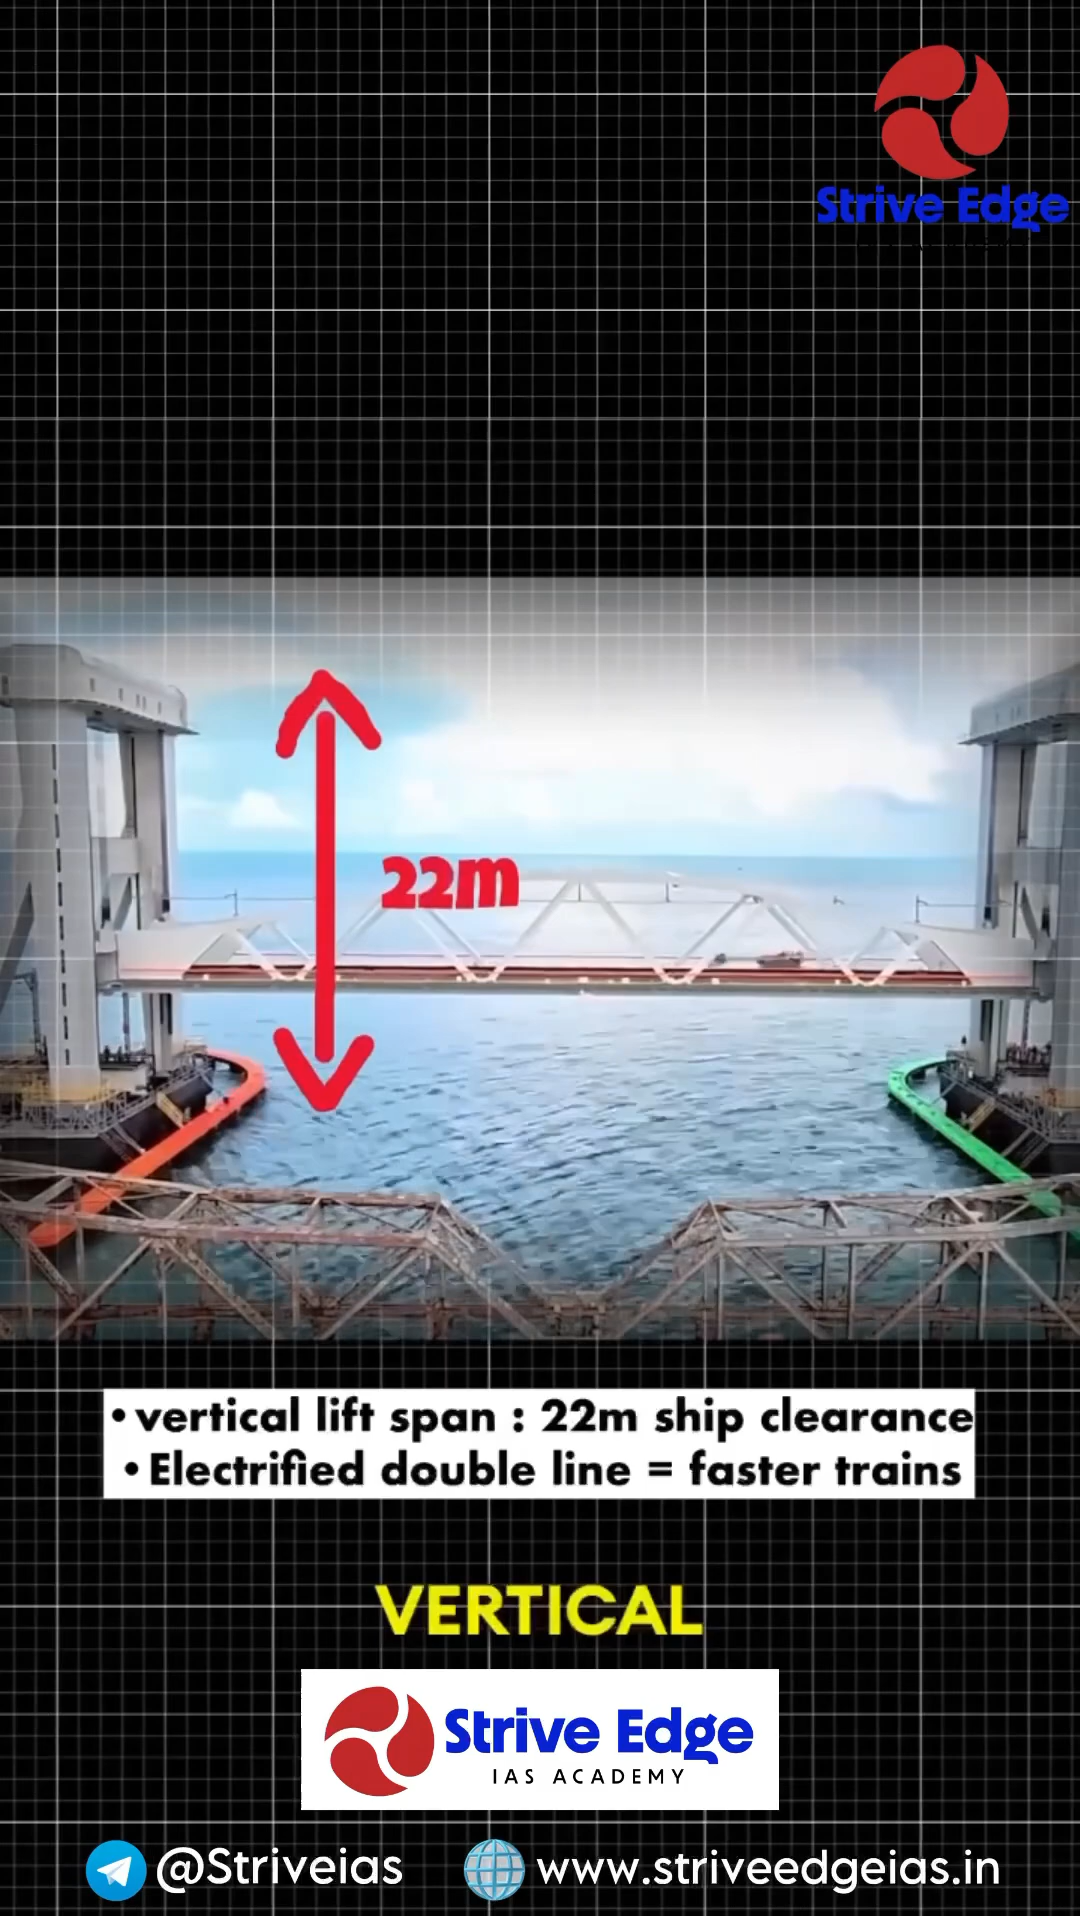 Strive Edge
22m
•vertical lift span : 22m ship clearance
•Electrified double line = faster trains
VERTICAL
Strive Edge
IAS ACADEMY
@Striveias
www.striveedgeias.in